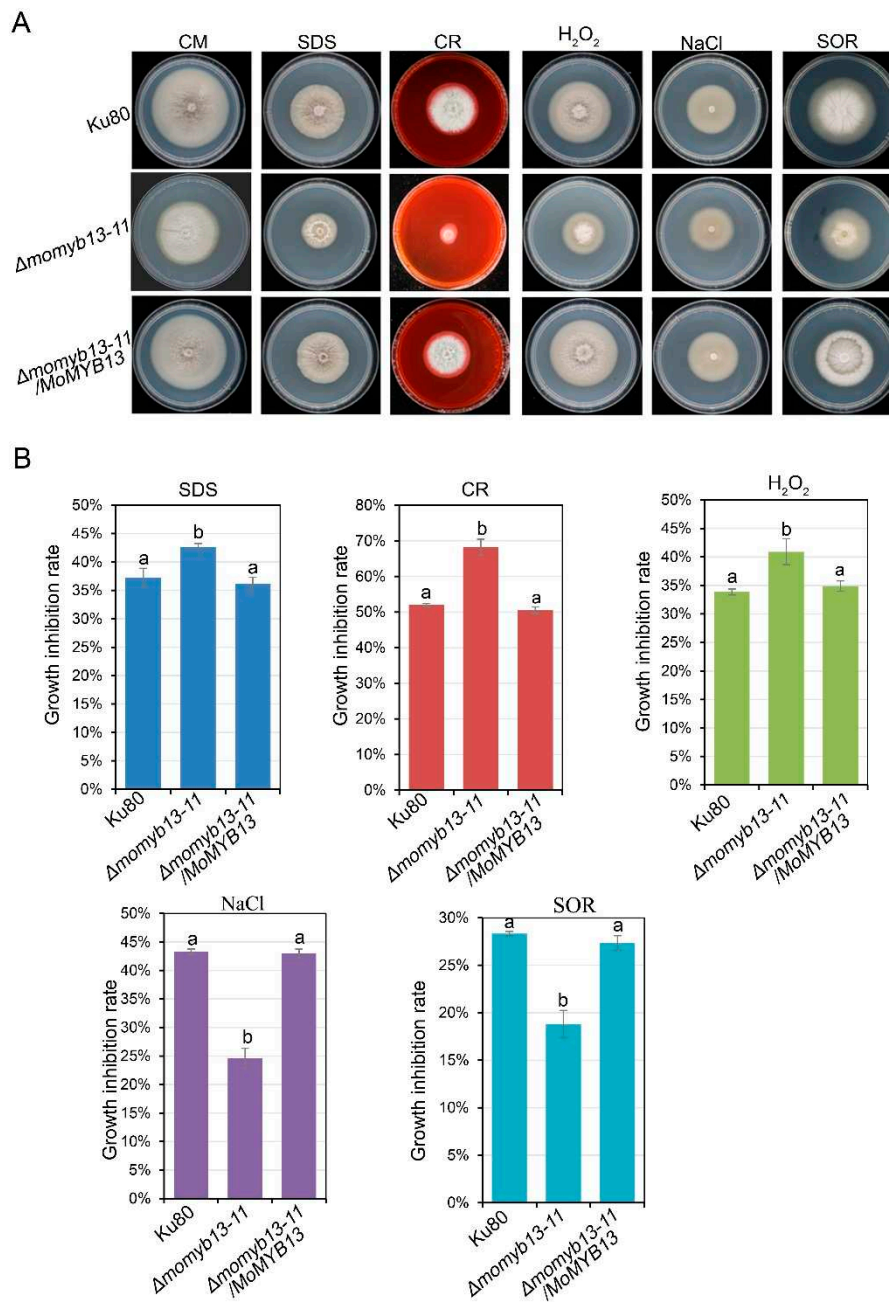 A
CM SDS CR H₂O₂ NaCl SOR
Ku80
Δmomyb13-11
Δmomyb13-11
/MoMYB13
B
SDS
Growth inhibition rate
50%
45%
40%
35%
30%
25%
20%
15%
10%
5%
0%
a b a
Ku80
Δmomyb13-11
Δmomyb13-11
/MoMYB13
CR
Growth inhibition rate
80%
70%
60%
50%
40%
30%
20%
10%
0%
a b a
Ku80
Δmomyb13-11
Δmomyb13-11
/MoMYB13
H₂O₂
Growth inhibition rate
50%
45%
40%
35%
30%
25%
20%
15%
10%
5%
0%
a b a
Ku80
Δmomyb13-11
Δmomyb13-11
/MoMYB13
NaCl
Growth inhibition rate
50%
45%
40%
35%
30%
25%
20%
15%
10%
5%
0%
a b a
Ku80
Δmomyb13-11
Δmomyb13-11
/MoMYB13
SOR
Growth inhibition rate
30%
25%
20%
15%
10%
5%
0%
a b a
Ku80
Δmomyb13-11
Δmomyb13-11
/MoMYB13